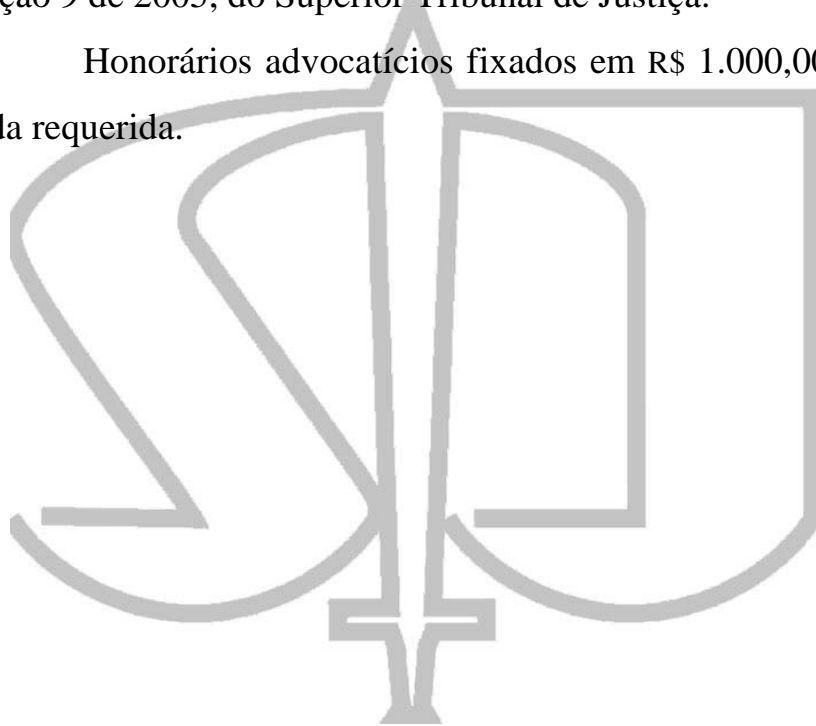 ção 9 de 2005, do Superior Tribunal de Justiça.
Honorários advocatícios fixados em R$ 1.000,00
da requerida.